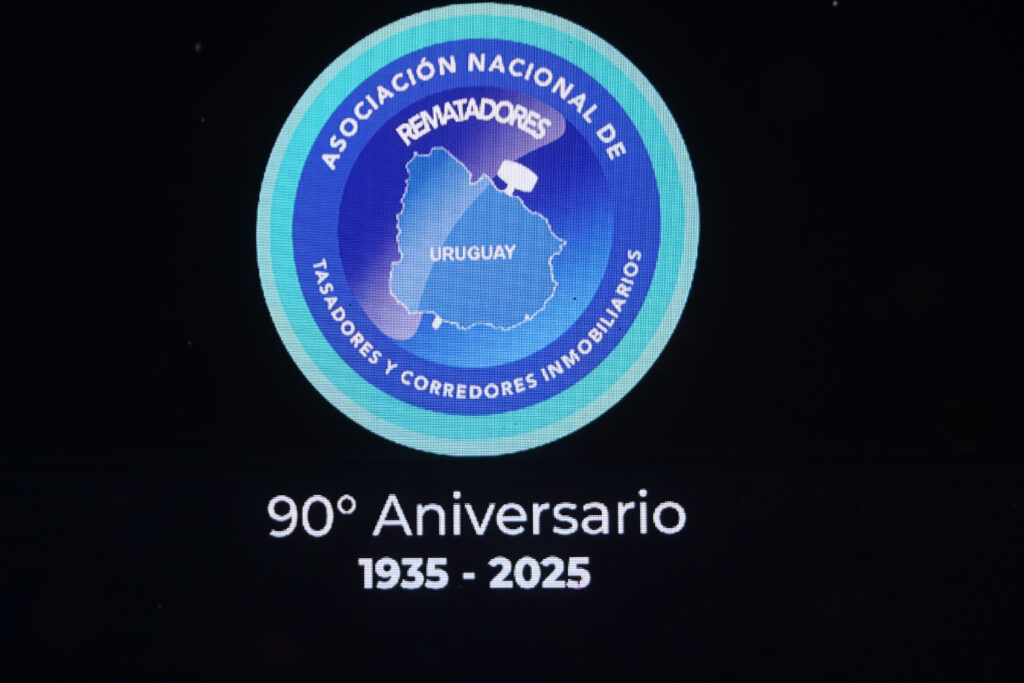 ASOCIACIÓN NACIONAL DE
REMATADORES
URUGUAY
TASADORES Y CORREDORES INMOBILIARIOS
90° Aniversario
1935 - 2025